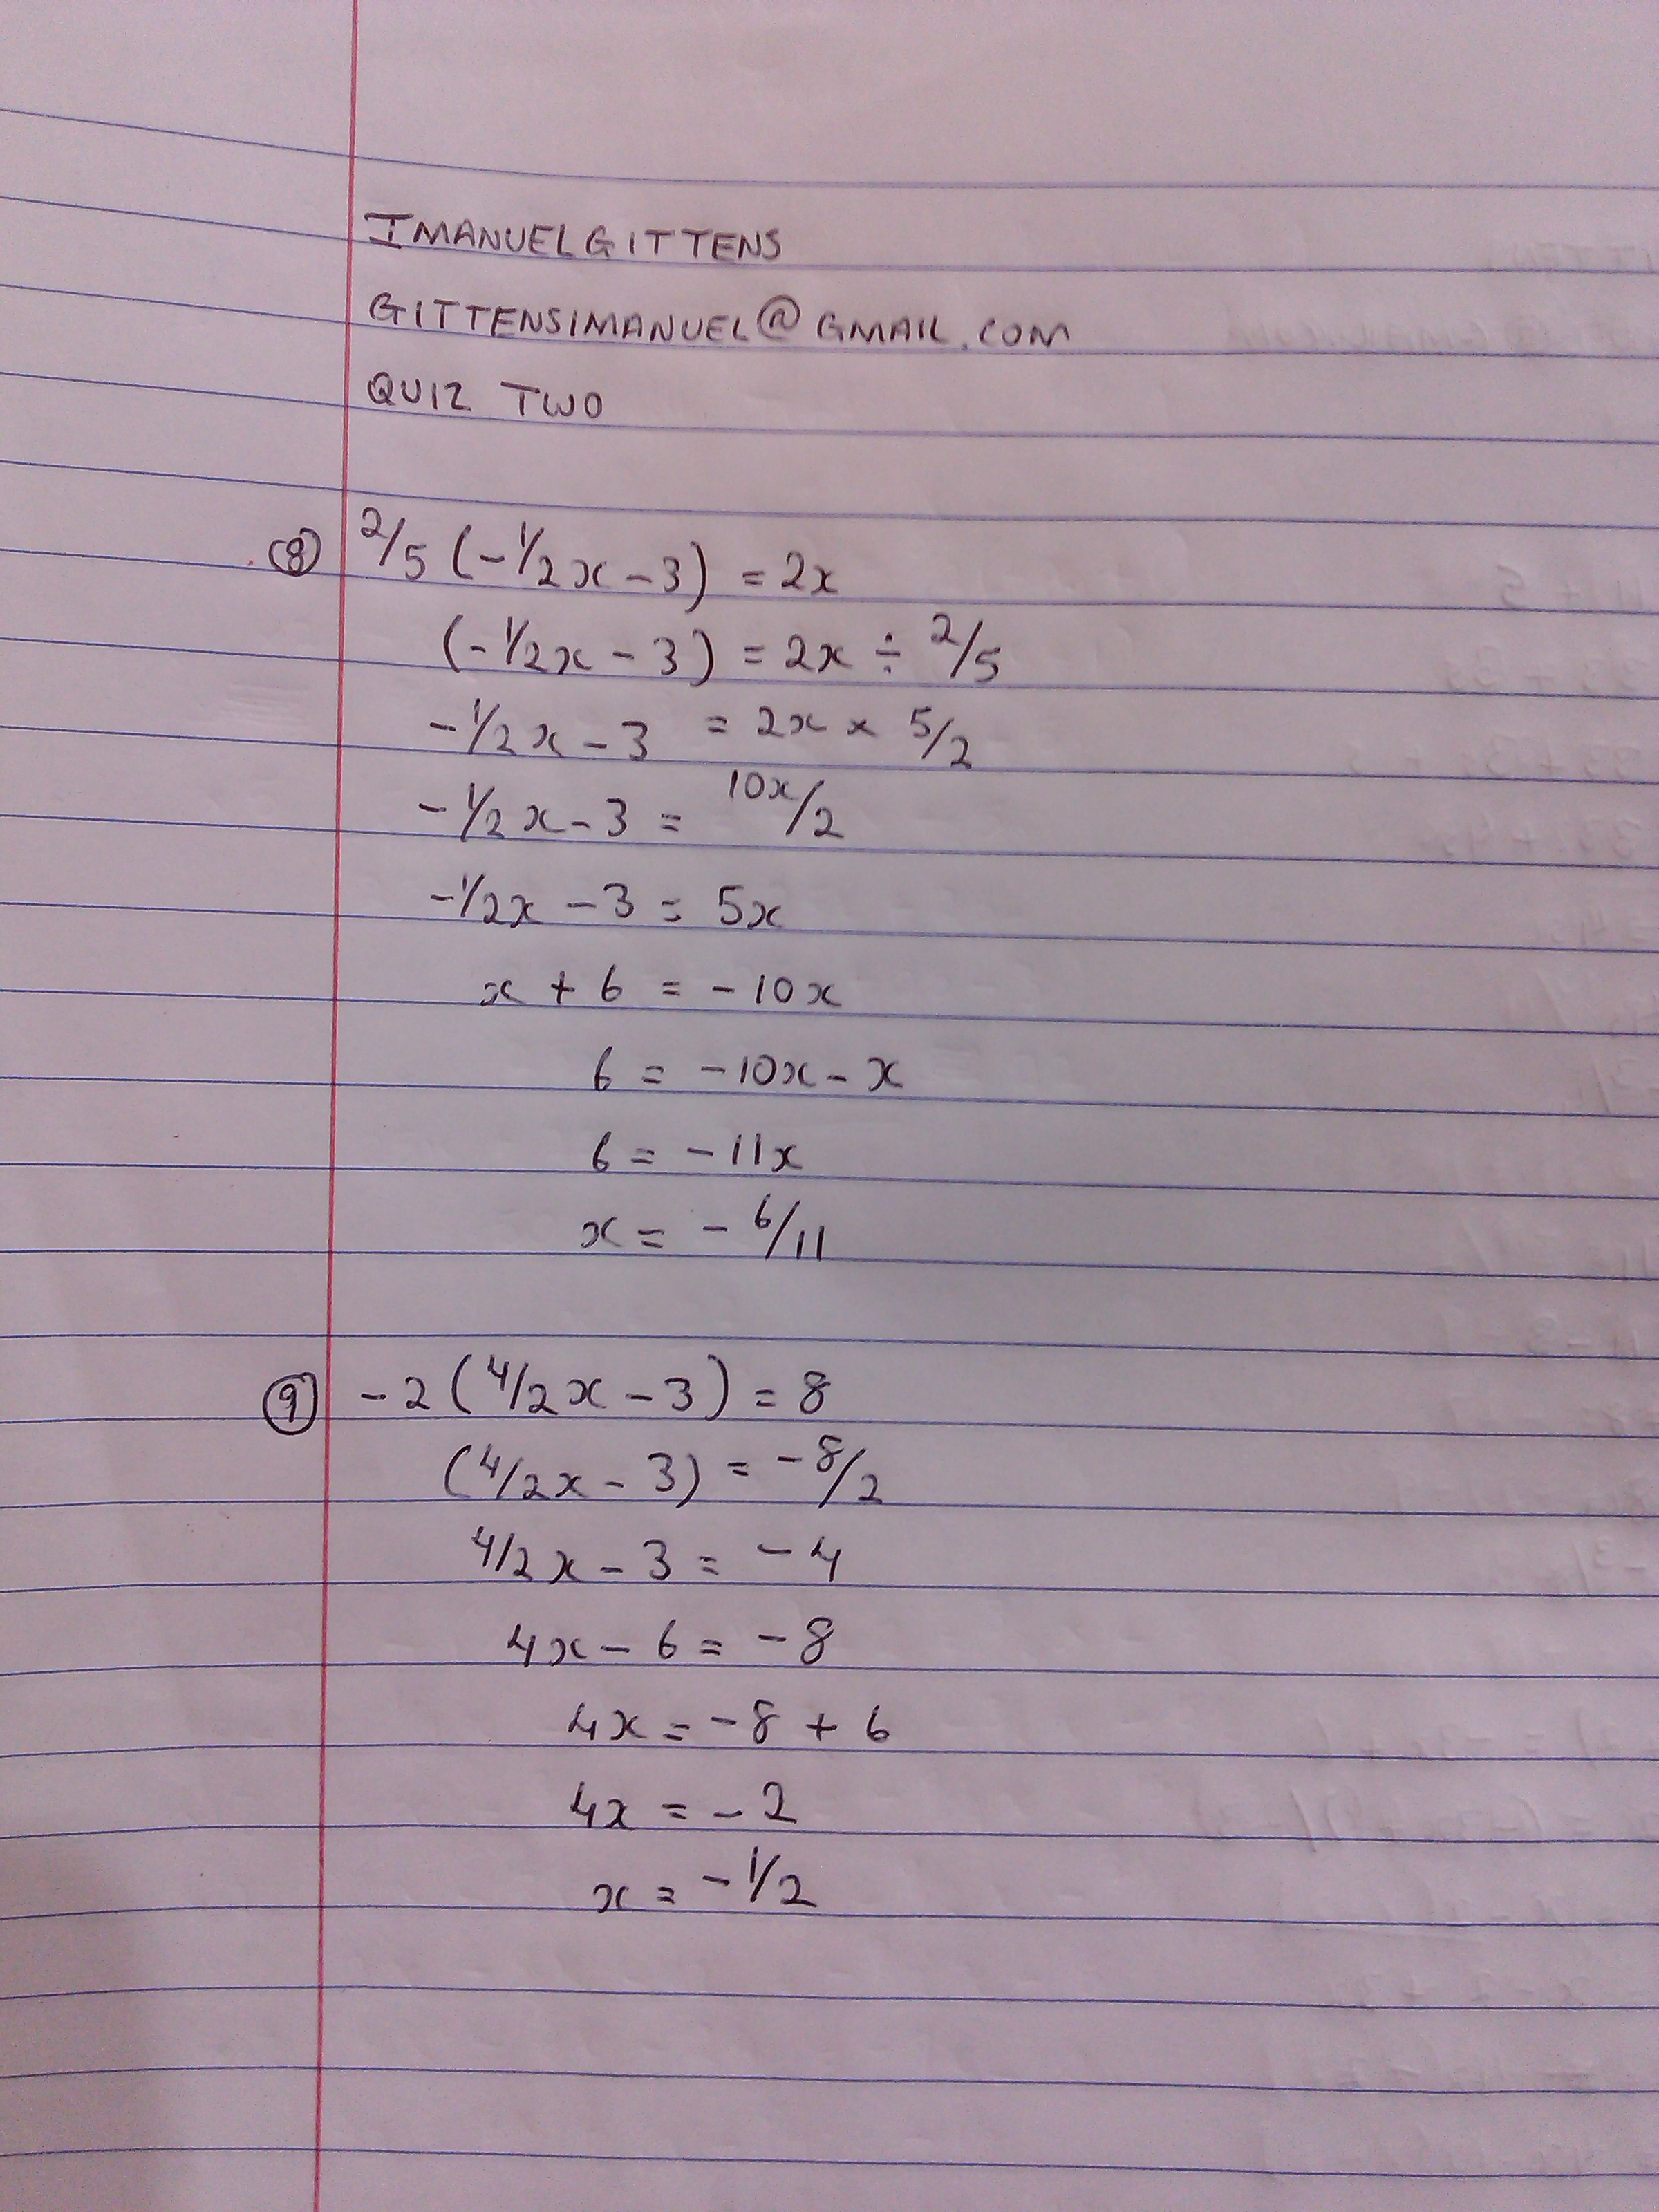 IMANUEL GITTENS
GITTENSIMANUEL@GMAIL.COM
QUIZ TWO
(8) 2/5 (-1/2x - 3) = 2x
(-1/2x - 3) = 2x ÷ 2/5
-1/2x - 3 = 2x × 5/2
-1/2x - 3 = 10x/2
-1/2x - 3 = 5x
x + 6 = -10x
6 = -10x - x
6 = -11x
x = -6/11
(9) -2 (4/2x - 3) = 8
(4/2x - 3) = -8/2
4/2x - 3 = -4
4x - 6 = -8
4x = -8 + 6
4x = -2
x = -1/2